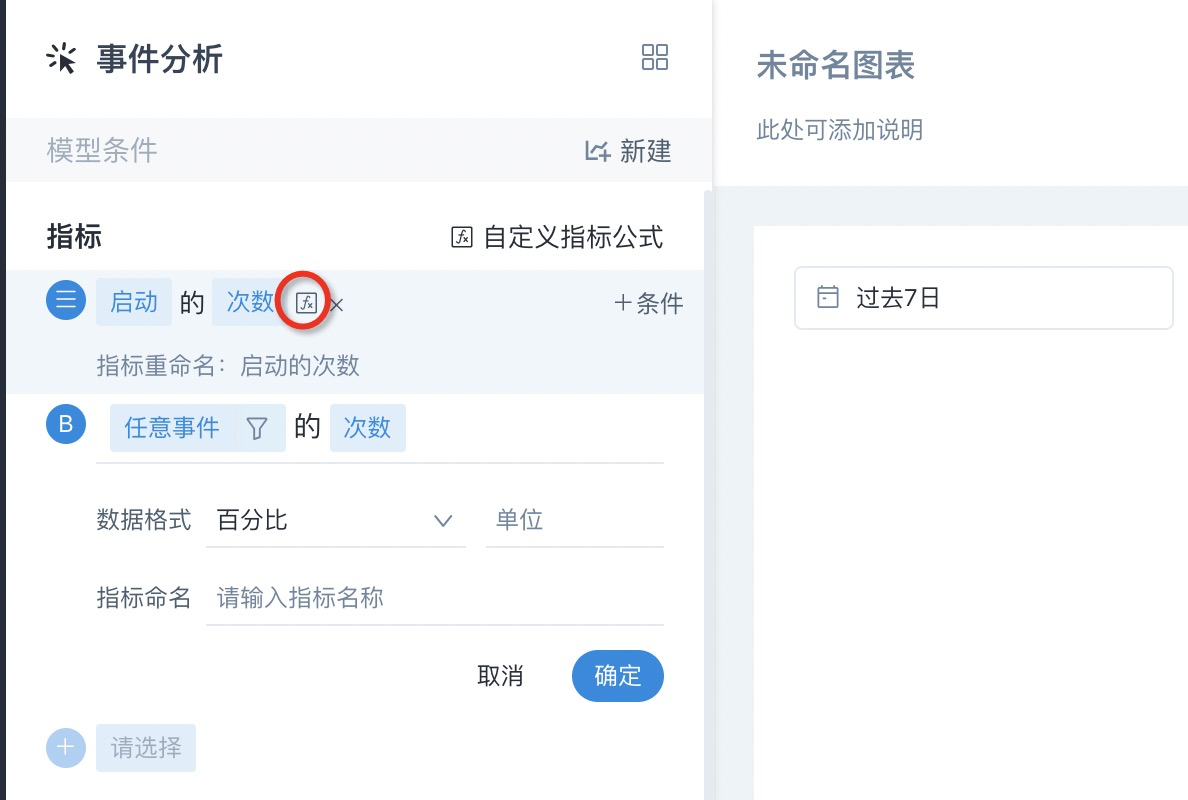 事件分析
模型条件
新建
指标
自定义指标公式
启动 的 次数 fx ×
+条件
指标重命名：启动的次数
B 任意事件 的 次数
数据格式 百分比 单位
指标命名 请输入指标名称
取消 确定
+ 请选择
未命名图表
此处可添加说明
过去7日